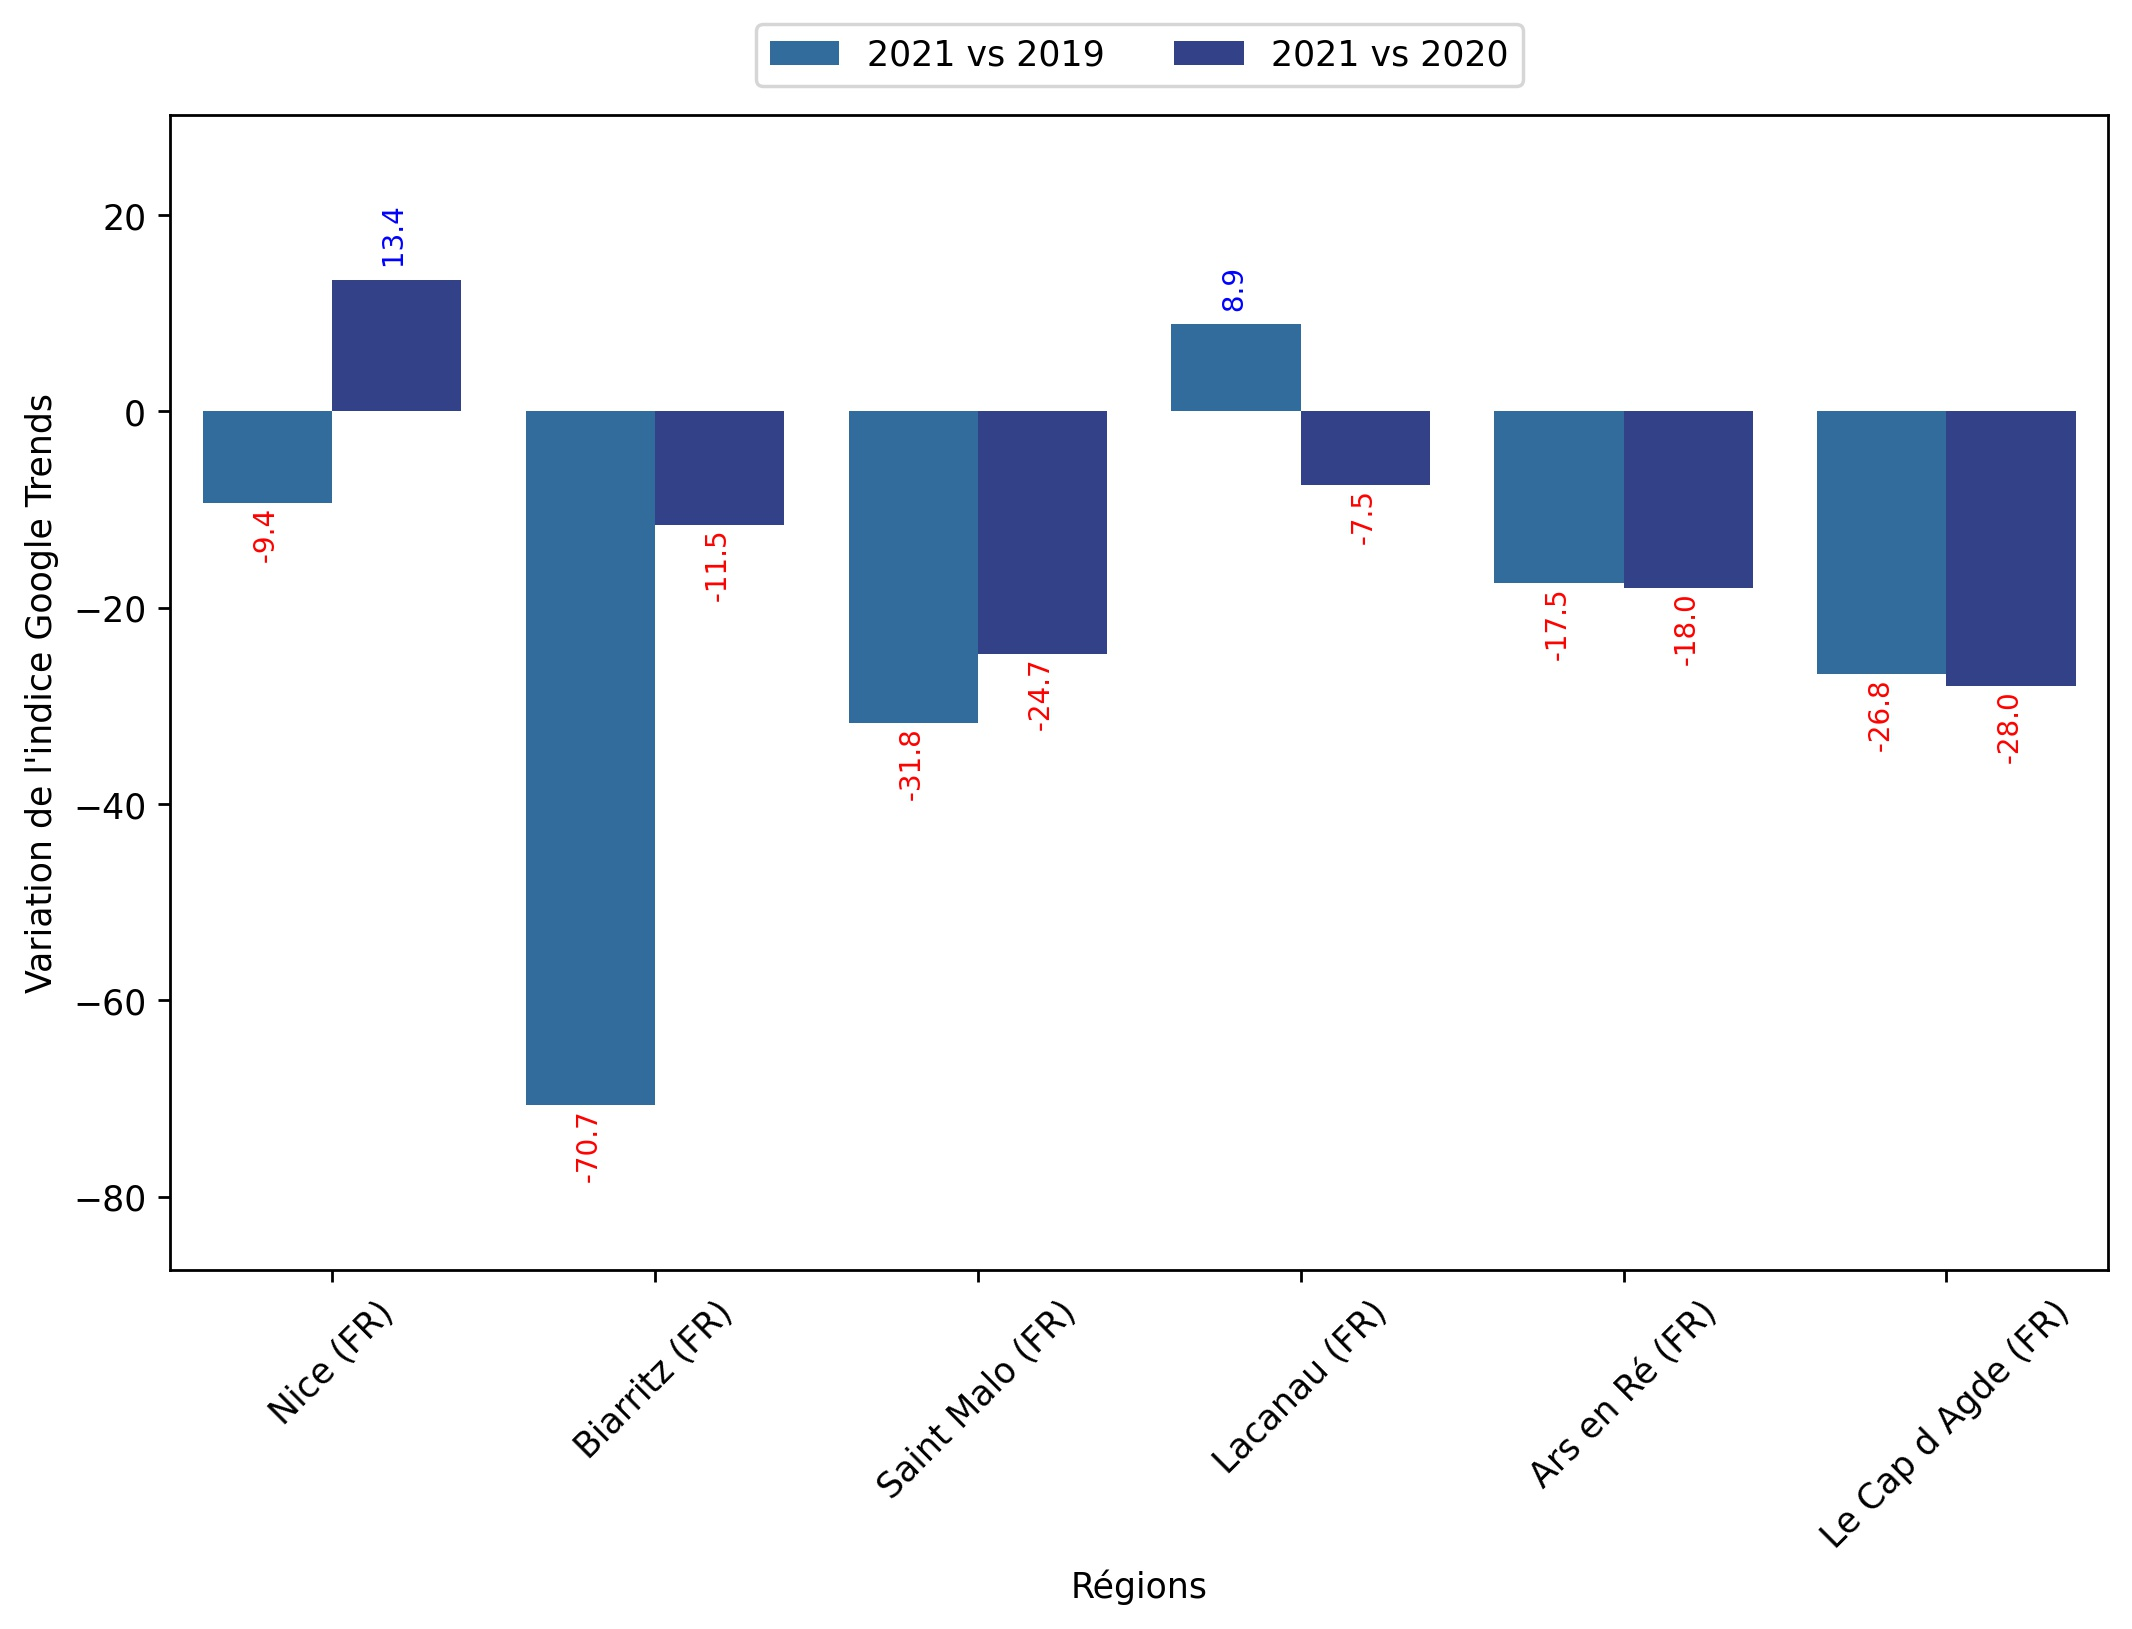 2021 vs 2019
2021 vs 2020
Variation de l'indice Google Trends
20
0
−20
−40
−60
−80
-9.4
13.4
-70.7
-11.5
-31.8
-24.7
8.9
-7.5
-17.5
-18.0
-26.8
-28.0
Nice (FR)
Biarritz (FR)
Saint Malo (FR)
Lacanau (FR)
Ars en Ré (FR)
Le Cap d Agde (FR)
Régions